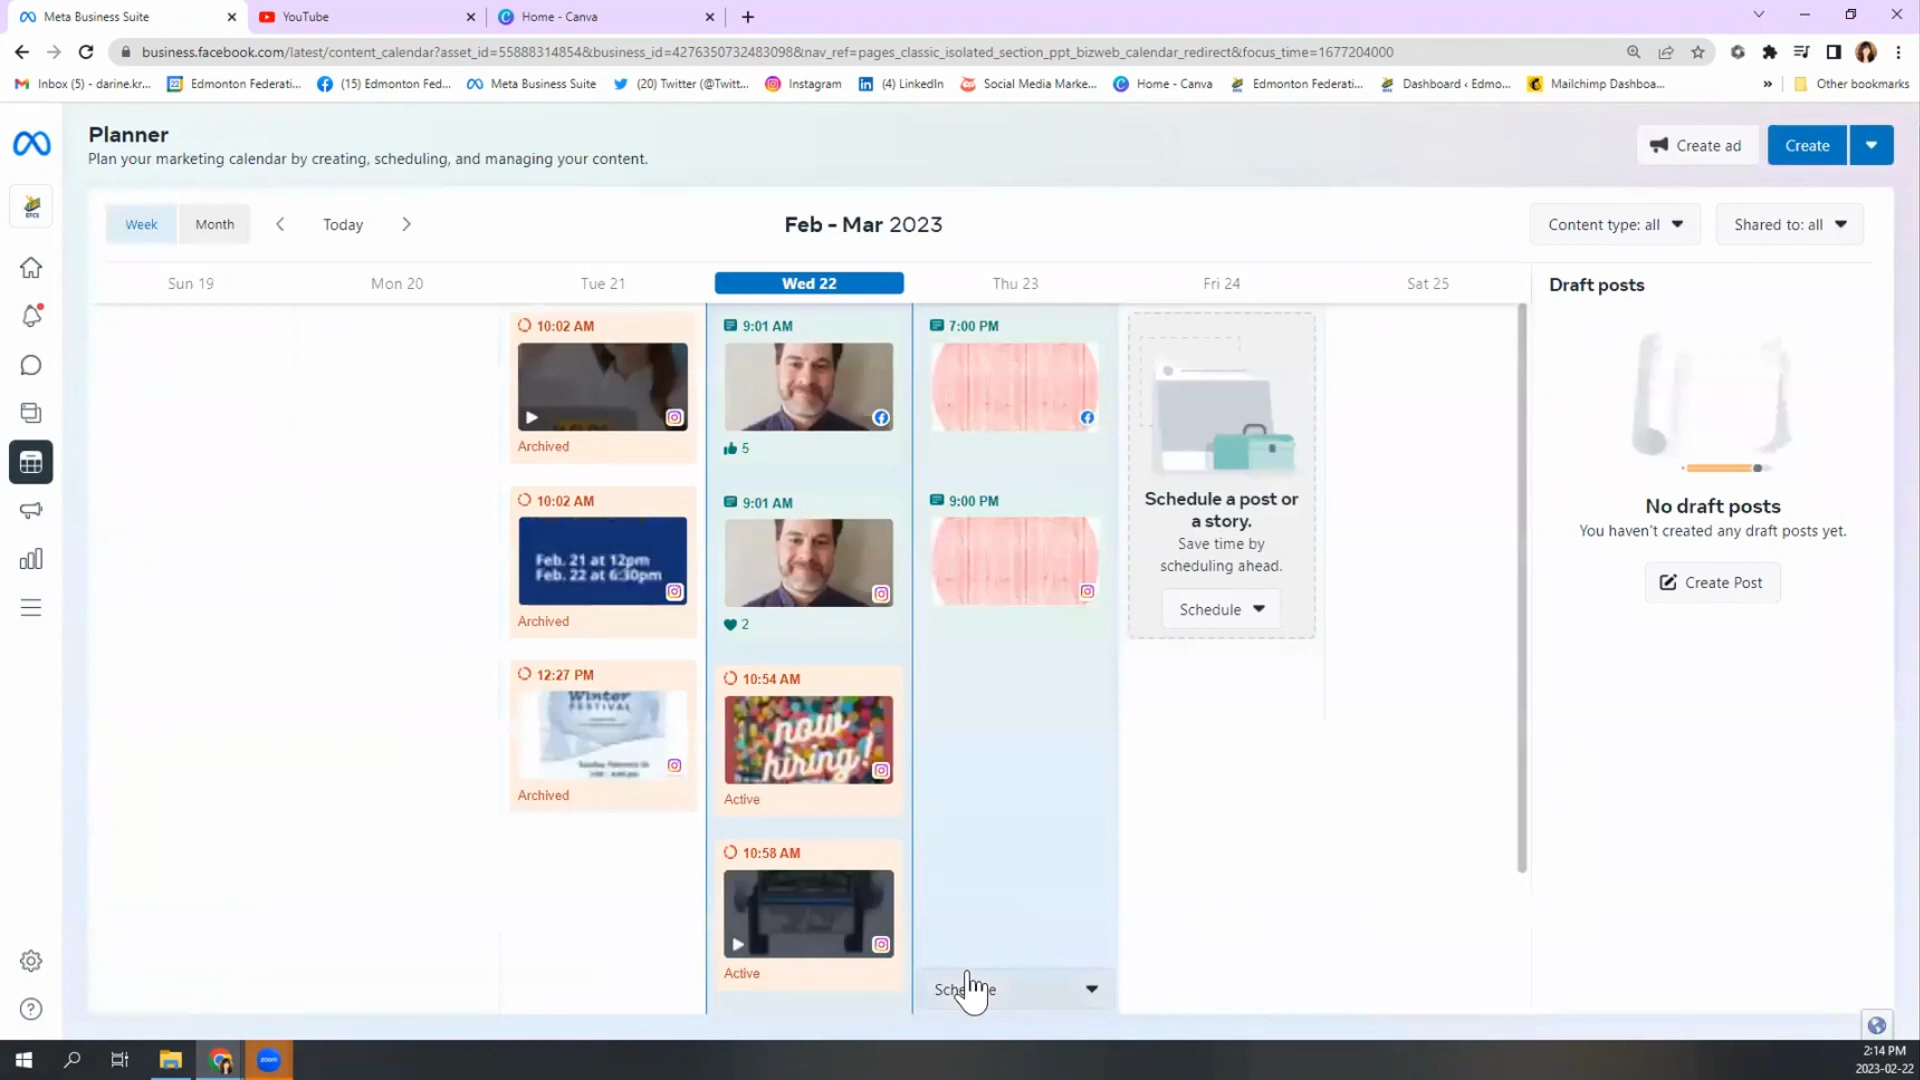 Meta Business Suite
YouTube
Home - Canva
business.facebook.com/latest/content_calendar?asset_id=55888314854&business_id=427635073248309&nav_ref=pages_classic_isolated_section_ppt_bizweb_calendar_redirect&focus_time=1677204000
Inbox (5) - darine.kr...
22
Edmonton Federati...
(15) Edmonton Fed...
Meta Business Suite
(20) Twitter (@Twitt...
Instagram
(4) LinkedIn
Social Media Marke...
Home - Canva
Edmonton Federati...
Dashboard ‹ Edmo...
Mailchimp Dashboa...
»
Other bookmarks
Planner
Plan your marketing calendar by creating, scheduling, and managing your content.
Create ad
Create
Week
Month
Today
Feb - Mar 2023
Content type: all
Shared to: all
Sun 19
Mon 20
Tue 21
Wed 22
Thu 23
Fri 24
Sat 25
Draft posts
10:02 AM
Archived
10:02 AM
Feb. 21 at 12pm
Feb. 22 at 6:30pm
Archived
12:27 PM
Winter
FESTIVAL
Archived
9:01 AM
5
9:01 AM
2
10:54 AM
now
hiring!
Active
10:58 AM
Active
7:00 PM
9:00 PM
Schedule a post or
a story.
Save time by
scheduling ahead.
Schedule
No draft posts
You haven't created any draft posts yet.
Create Post
zoom
2:14 PM
2023-02-22